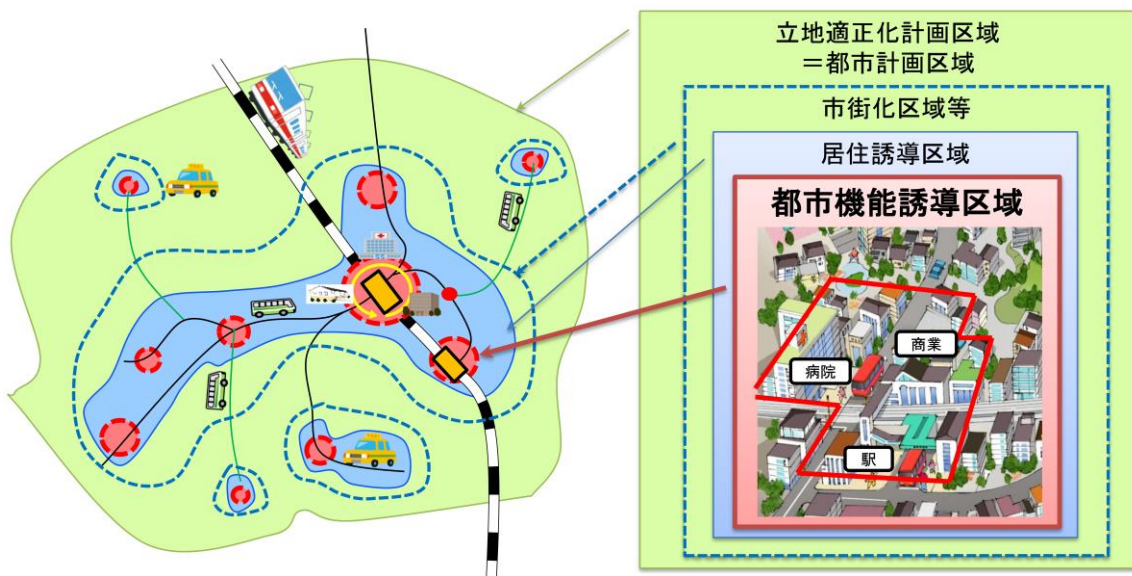 立地適正化計画区域
＝都市計画区域
市街化区域等
居住誘導区域
都市機能誘導区域
商業
病院
駅